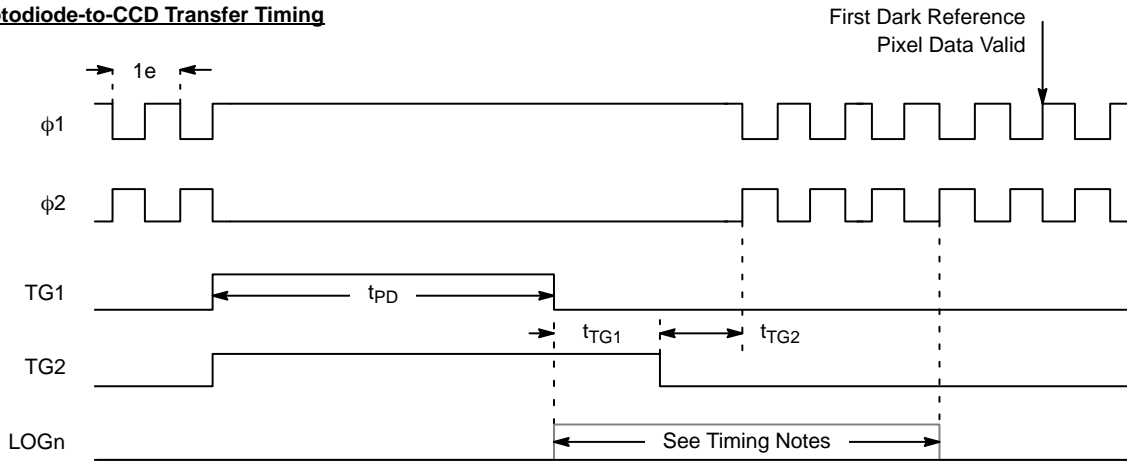 otodiode-to-CCD Transfer Timing
First Dark Reference
Pixel Data Valid
1e
ϕ1
ϕ2
TG1
tPD
tTG1
tTG2
TG2
LOGn
See Timing Notes